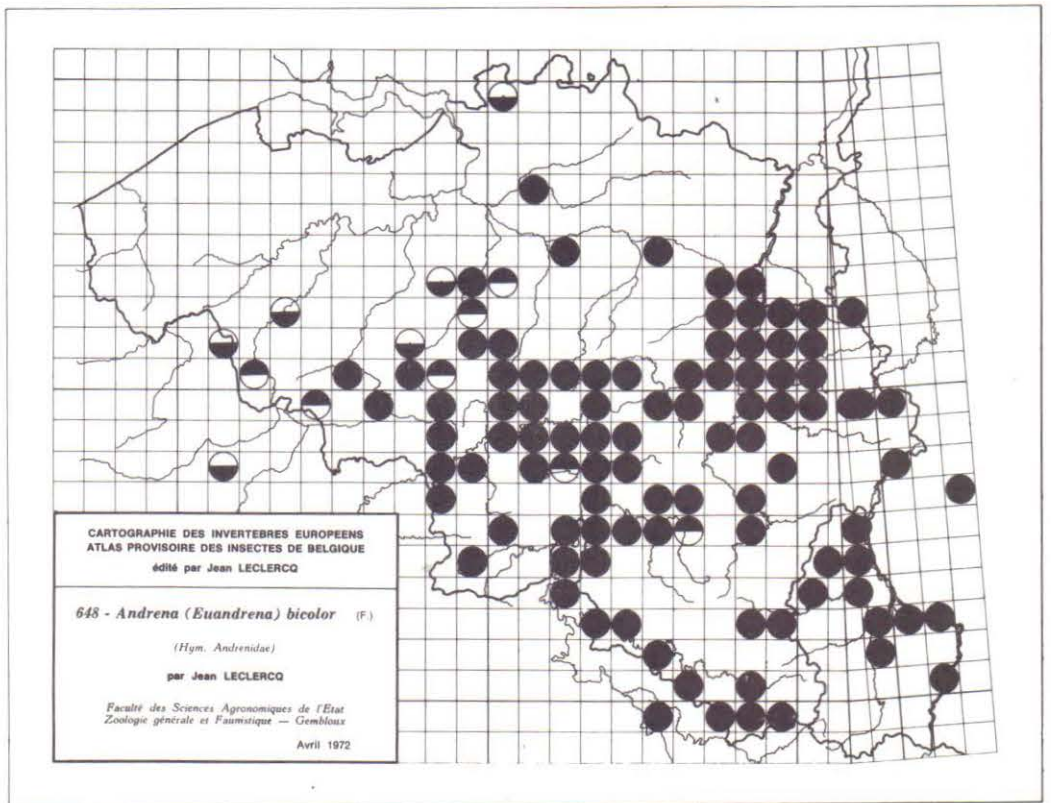 CARTOGRAPHIE DES INVERTEBRES EUROPEENS
ATLAS PROVISOIRE DES INSECTES DE BELGIQUE
édité par Jean LECLERCQ
648 - Andrena (Euandrena) bicolor (F.)
(Hym. Andrenidae)
par Jean LECLERCQ
Faculté des Sciences Agronomiques de l'Etat
Zoologie générale et Faunistique — Gembloux
Avril 1972